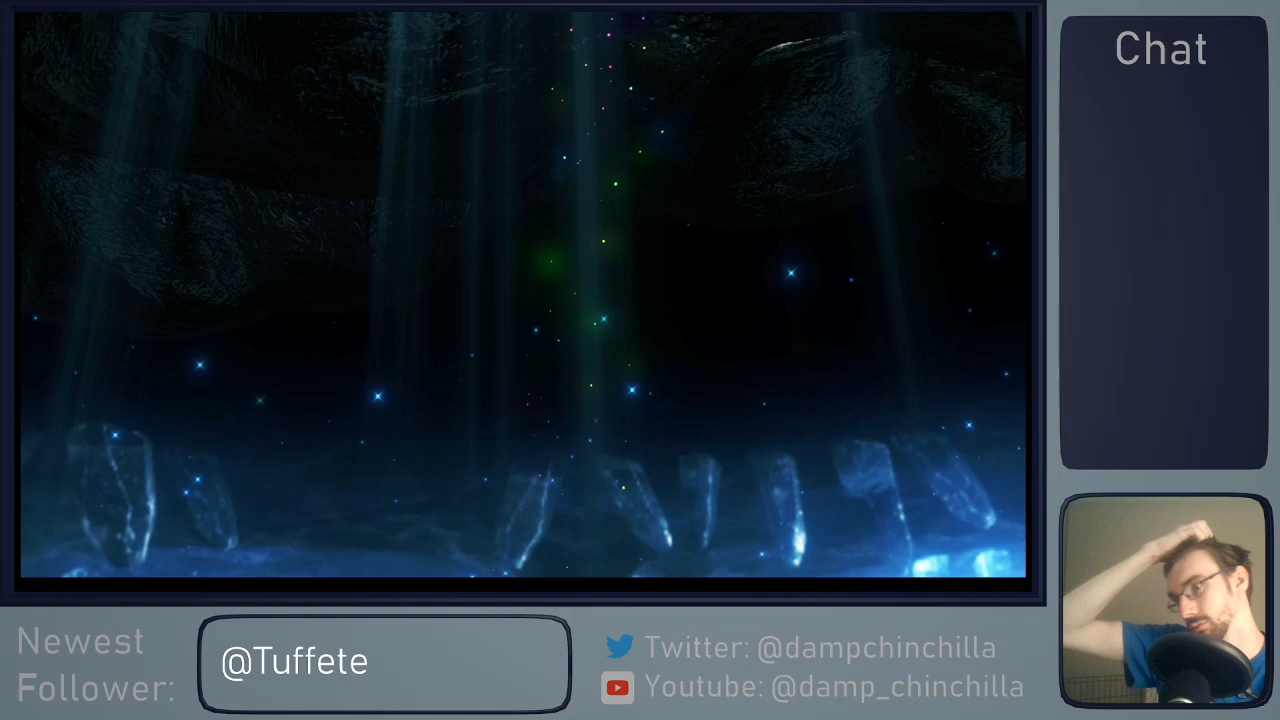 Chat
Newest
Follower:
@Tuffete
Twitter: @dampchinchilla
Youtube: @damp_chinchilla